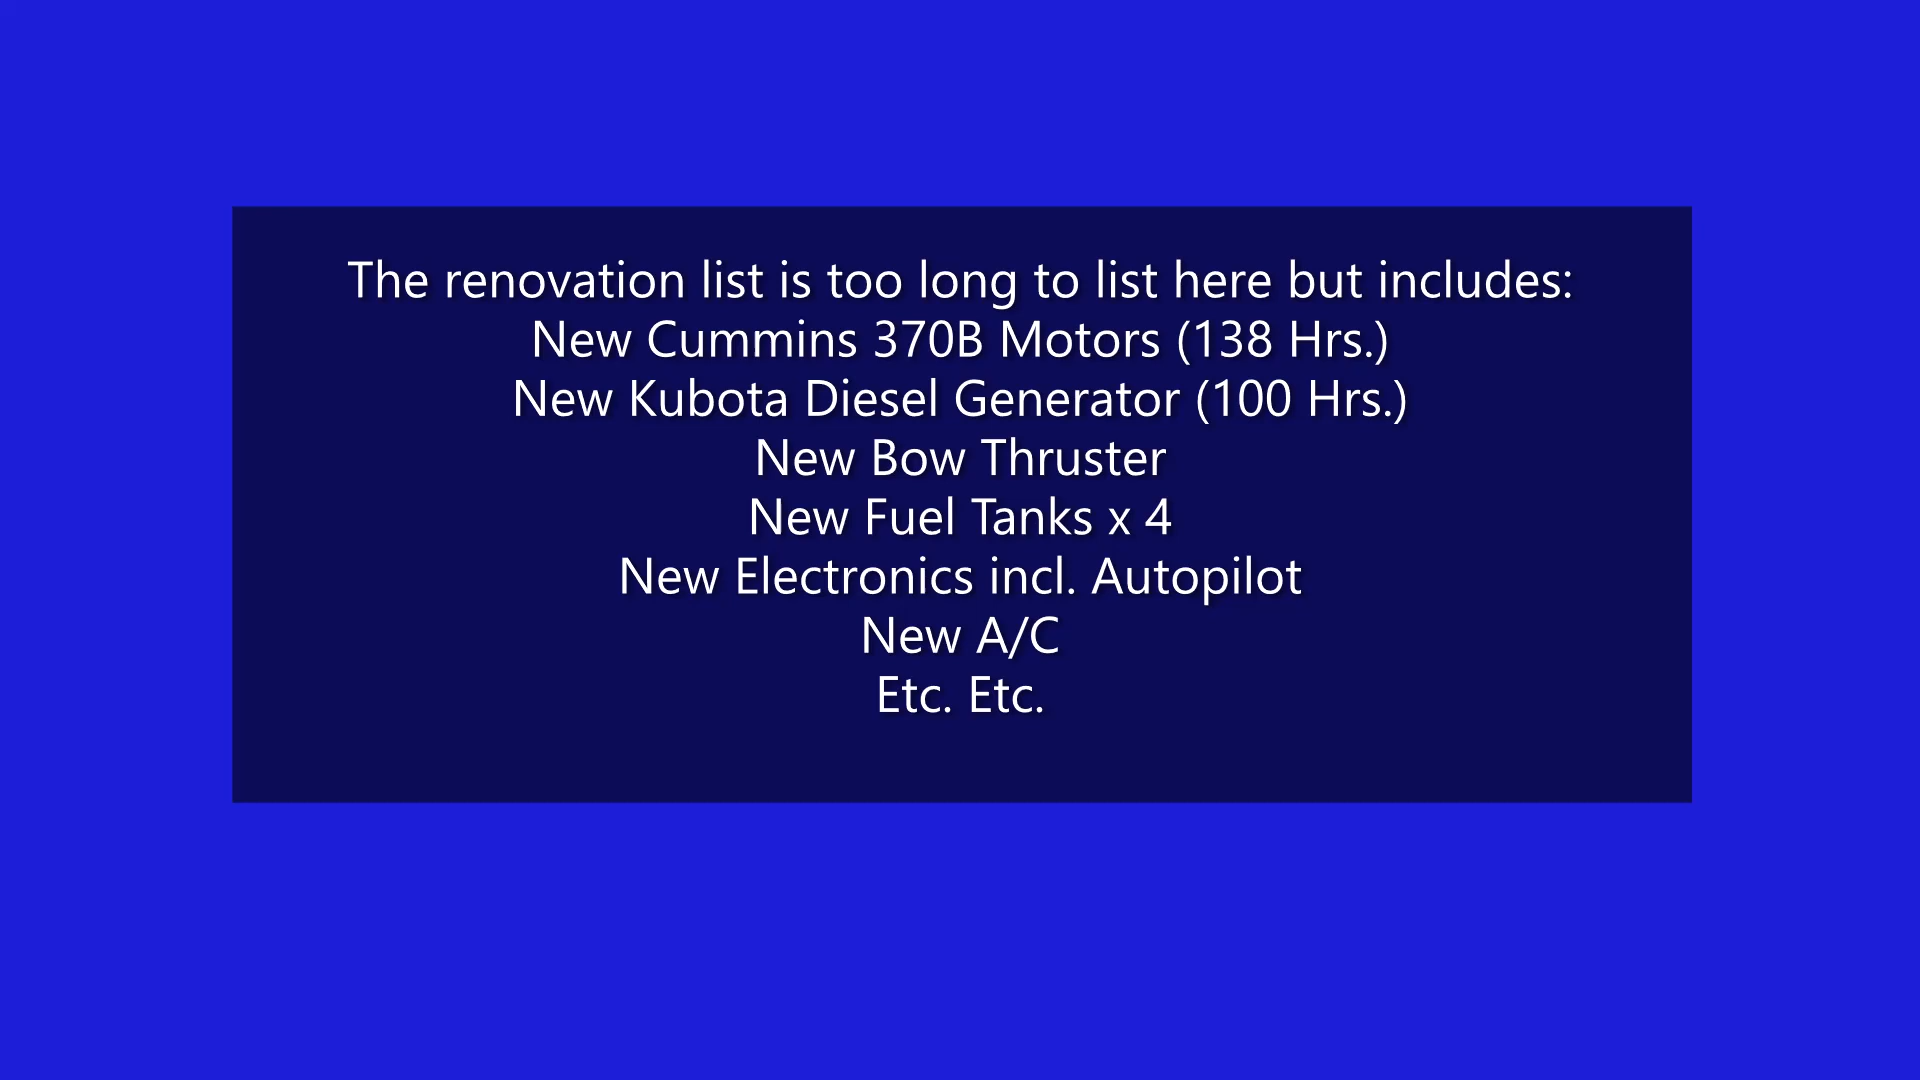 The renovation list is too long to list here but includes:
New Cummins 370B Motors (138 Hrs.)
New Kubota Diesel Generator (100 Hrs.)
New Bow Thruster
New Fuel Tanks x 4
New Electronics incl. Autopilot
New A/C
Etc. Etc.